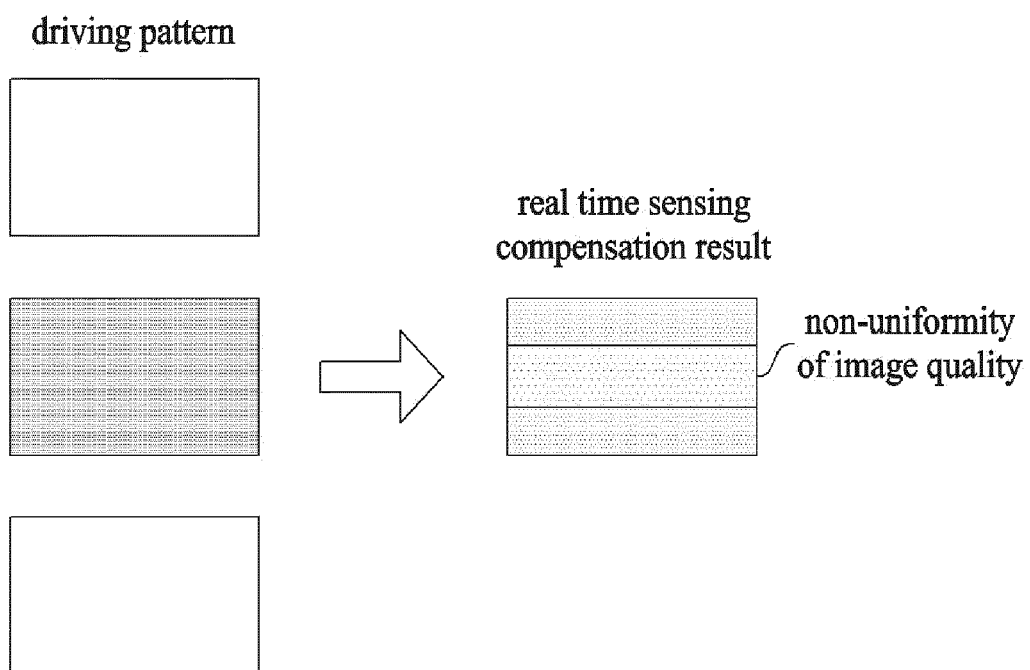 driving pattern
real time sensing
compensation result
non-uniformity
of image quality